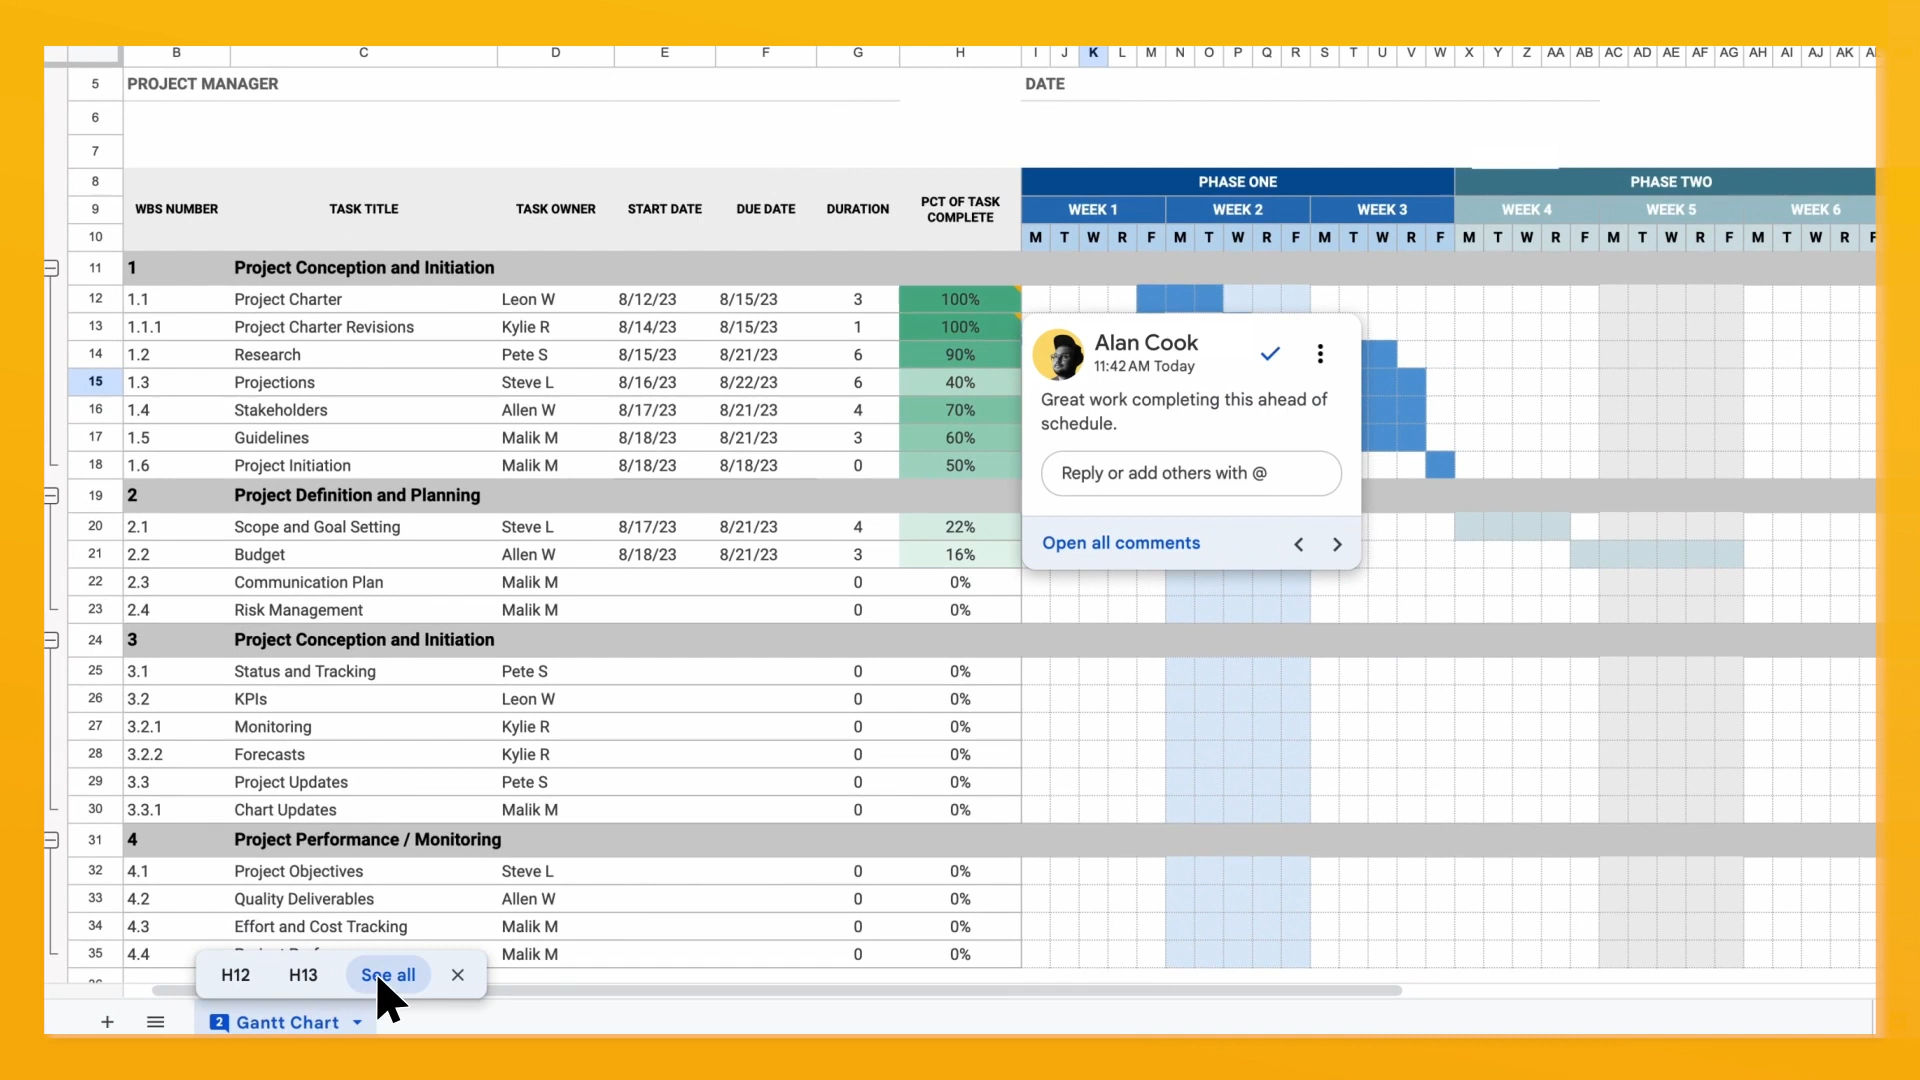 B C D E F G H I J K L M N O P Q R S T U V W X Y Z AA AB AC AD AE AF AG AH AI AJ AK
5 PROJECT MANAGER DATE
6
7
8 PHASE ONE PHASE TWO
9 WBS NUMBER TASK TITLE TASK OWNER START DATE DUE DATE DURATION PCT OF TASK COMPLETE WEEK 1 WEEK 2 WEEK 3 WEEK 4 WEEK 5 WEEK 6
10 M T W R F M T W R F M T W R F M T W R F M T W R F M T W R F
11 1 Project Conception and Initiation
12 1.1 Project Charter Leon W 8/12/23 8/15/23 3 100%
13 1.1.1 Project Charter Revisions Kylie R 8/14/23 8/15/23 1 100%
14 1.2 Research Pete S 8/15/23 8/21/23 6 90%
15 1.3 Projections Steve L 8/16/23 8/22/23 6 40%
16 1.4 Stakeholders Allen W 8/17/23 8/21/23 4 70%
17 1.5 Guidelines Malik M 8/18/23 8/21/23 3 60%
18 1.6 Project Initiation Malik M 8/18/23 8/18/23 0 50%
19 2 Project Definition and Planning
20 2.1 Scope and Goal Setting Steve L 8/17/23 8/21/23 4 22%
21 2.2 Budget Allen W 8/18/23 8/21/23 3 16%
22 2.3 Communication Plan Malik M 0 0%
23 2.4 Risk Management Malik M 0 0%
24 3 Project Conception and Initiation
25 3.1 Status and Tracking Pete S 0 0%
26 3.2 KPIs Leon W 0 0%
27 3.2.1 Monitoring Kylie R 0 0%
28 3.2.2 Forecasts Kylie R 0 0%
29 3.3 Project Updates Pete S 0 0%
30 3.3.1 Chart Updates Malik M 0 0%
31 4 Project Performance / Monitoring
32 4.1 Project Objectives Steve L 0 0%
33 4.2 Quality Deliverables Allen W 0 0%
34 4.3 Effort and Cost Tracking Malik M 0 0%
35 4.4 Malik M 0 0%
Alan Cook
11:42 AM Today
Great work completing this ahead of
schedule.
Reply or add others with @
Open all comments
H12 H13 See all
2 Gantt Chart